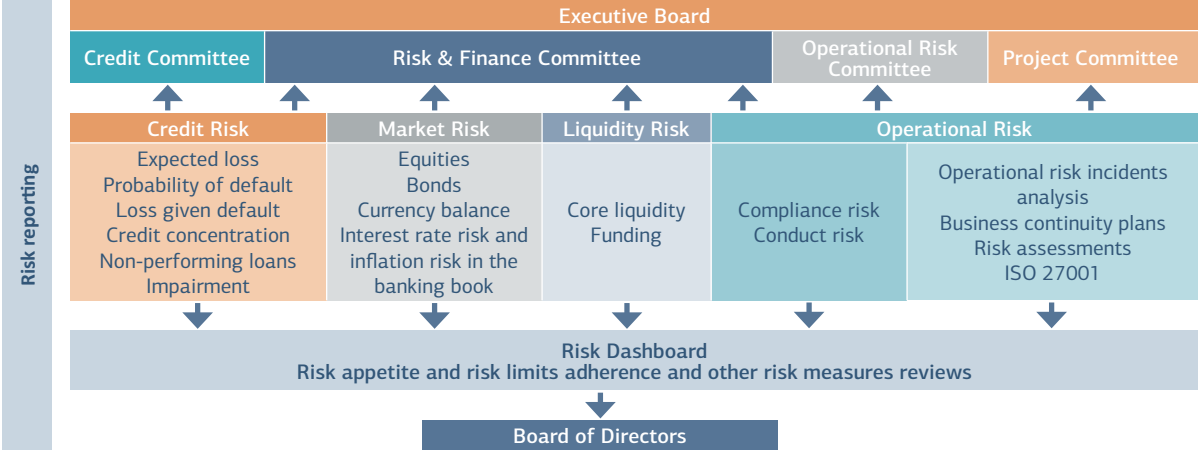 Risk reporting
Executive Board
Credit Committee
Risk & Finance Committee
Operational Risk
Committee
Project Committee
Credit Risk
Expected loss
Probability of default
Loss given default
Credit concentration
Non-performing loans
Impairment
Market Risk
Equities
Bonds
Currency balance
Interest rate risk and
inflation risk in the
banking book
Liquidity Risk
Core liquidity
Funding
Operational Risk
Compliance risk
Conduct risk
Operational risk incidents
analysis
Business continuity plans
Risk assessments
ISO 27001
Risk Dashboard
Risk appetite and risk limits adherence and other risk measures reviews
Board of Directors